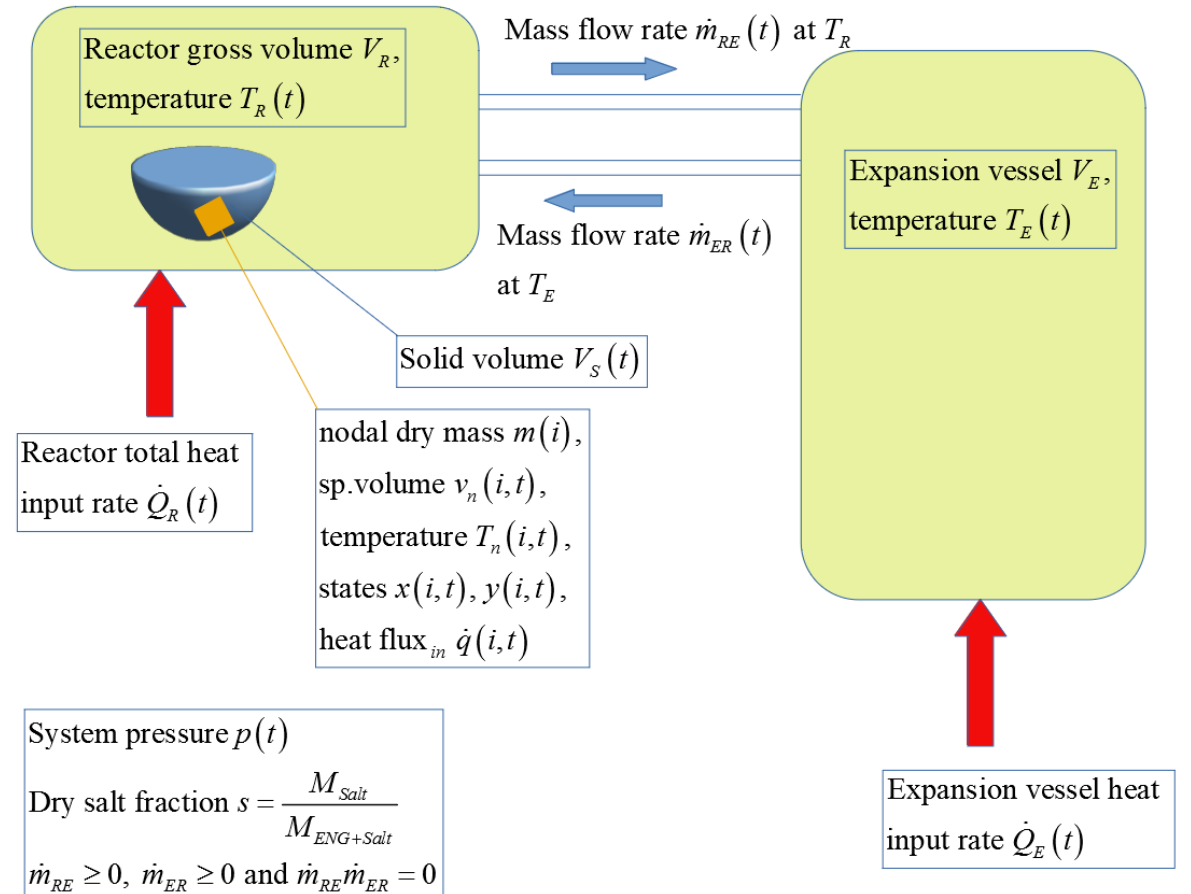 Reactor gross volume V_R,
temperature T_R(t)
Mass flow rate ṁ_RE(t) at T_R
Mass flow rate ṁ_ER(t)
at T_E
Expansion vessel V_E,
temperature T_E(t)
Solid volume V_S(t)
Reactor total heat
input rate Q̇_R(t)
nodal dry mass m(i),
sp.volume v_n(i,t),
temperature T_n(i,t),
states x(i,t), y(i,t),
heat flux_in q̇(i,t)
System pressure p(t)
Dry salt fraction s = M_Salt / M_ENG+Salt
ṁ_RE ≥ 0, ṁ_ER ≥ 0 and ṁ_RE ṁ_ER = 0
Expansion vessel heat
input rate Q̇_E(t)